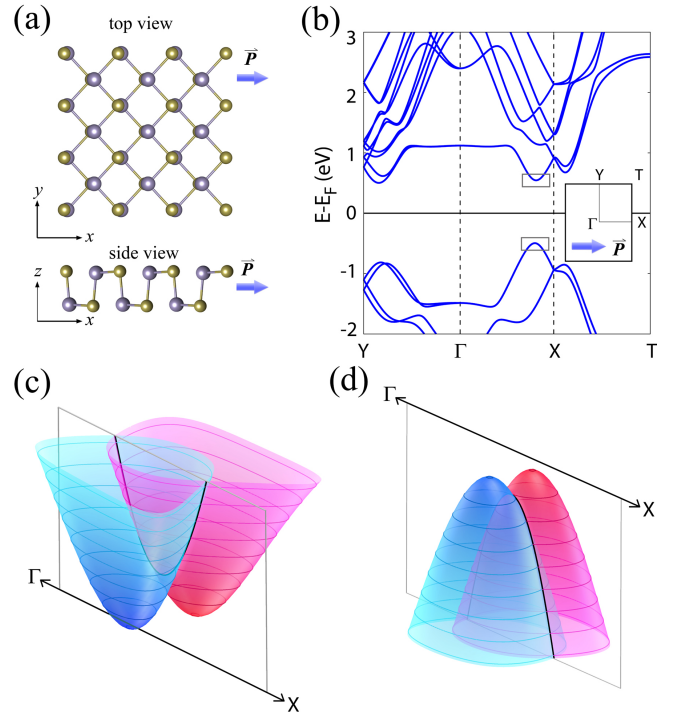 (a)
top view
P
y
x
side view
P
z
x
(b)
E-E_F (eV)
3
2
1
0
-1
-2
Y
Γ
X
T
Y
T
Γ
X
P
(c)
Γ
X
(d)
Γ
X